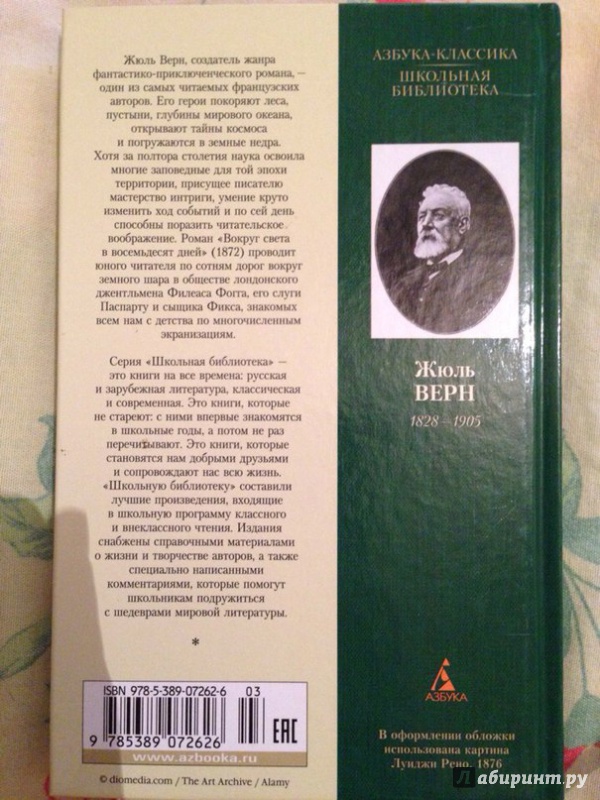 Жюль Верн, создатель жанра
фантастико-приключенческого романа, —
один из самых читаемых французских
авторов. Его герои покоряют леса,
пустыни, глубины мирового океана,
открывают тайны космоса
и погружаются в земные недра.
Хотя за полтора столетия наука освоила
многие заповедные для той эпохи
территории, присущее писателю
мастерство интриги, умение круто
изменить ход событий и по сей день
способны поразить читательское
воображение. Роман «Вокруг света
в восемьдесят дней» (1872) проводит
юного читателя по сотням дорог вокруг
земного шара в обществе лондонского
джентльмена Филеаса Фогга, его слуги
Паспарту и сыщика Фикса, знакомых
всем нам с детства по многочисленным
экранизациям.
Серия «Школьная библиотека» —
это книги на все времена: русская
и зарубежная литература, классическая
и современная. Это книги, которые
не стареют: с ними впервые знакомятся
в школьные годы, а потом не раз
перечитывают. Это книги, которые
становятся нам добрыми друзьями
и сопровождают нас всю жизнь.
«Школьную библиотеку» составили
лучшие произведения, входящие
в школьную программу классного
и внеклассного чтения. Издания
снабжены справочными материалами
о жизни и творчестве авторов, а также
специально написанными
комментариями, которые помогут
школьникам подружиться
с шедеврами мировой литературы.
*
ISBN 978-5-389-07262-6 03
9 785389 072626
EAC
www.azbooka.ru
© diomedia.com / The Art Archive / Alamy
АЗБУКА-КЛАССИКА
ШКОЛЬНАЯ
БИБЛИОТЕКА
Жюль
ВЕРН
1828—1905
АЗБУКА
В оформлении обложки
использована картина
Луиджи Рено, 1876
Лабиринт.ру